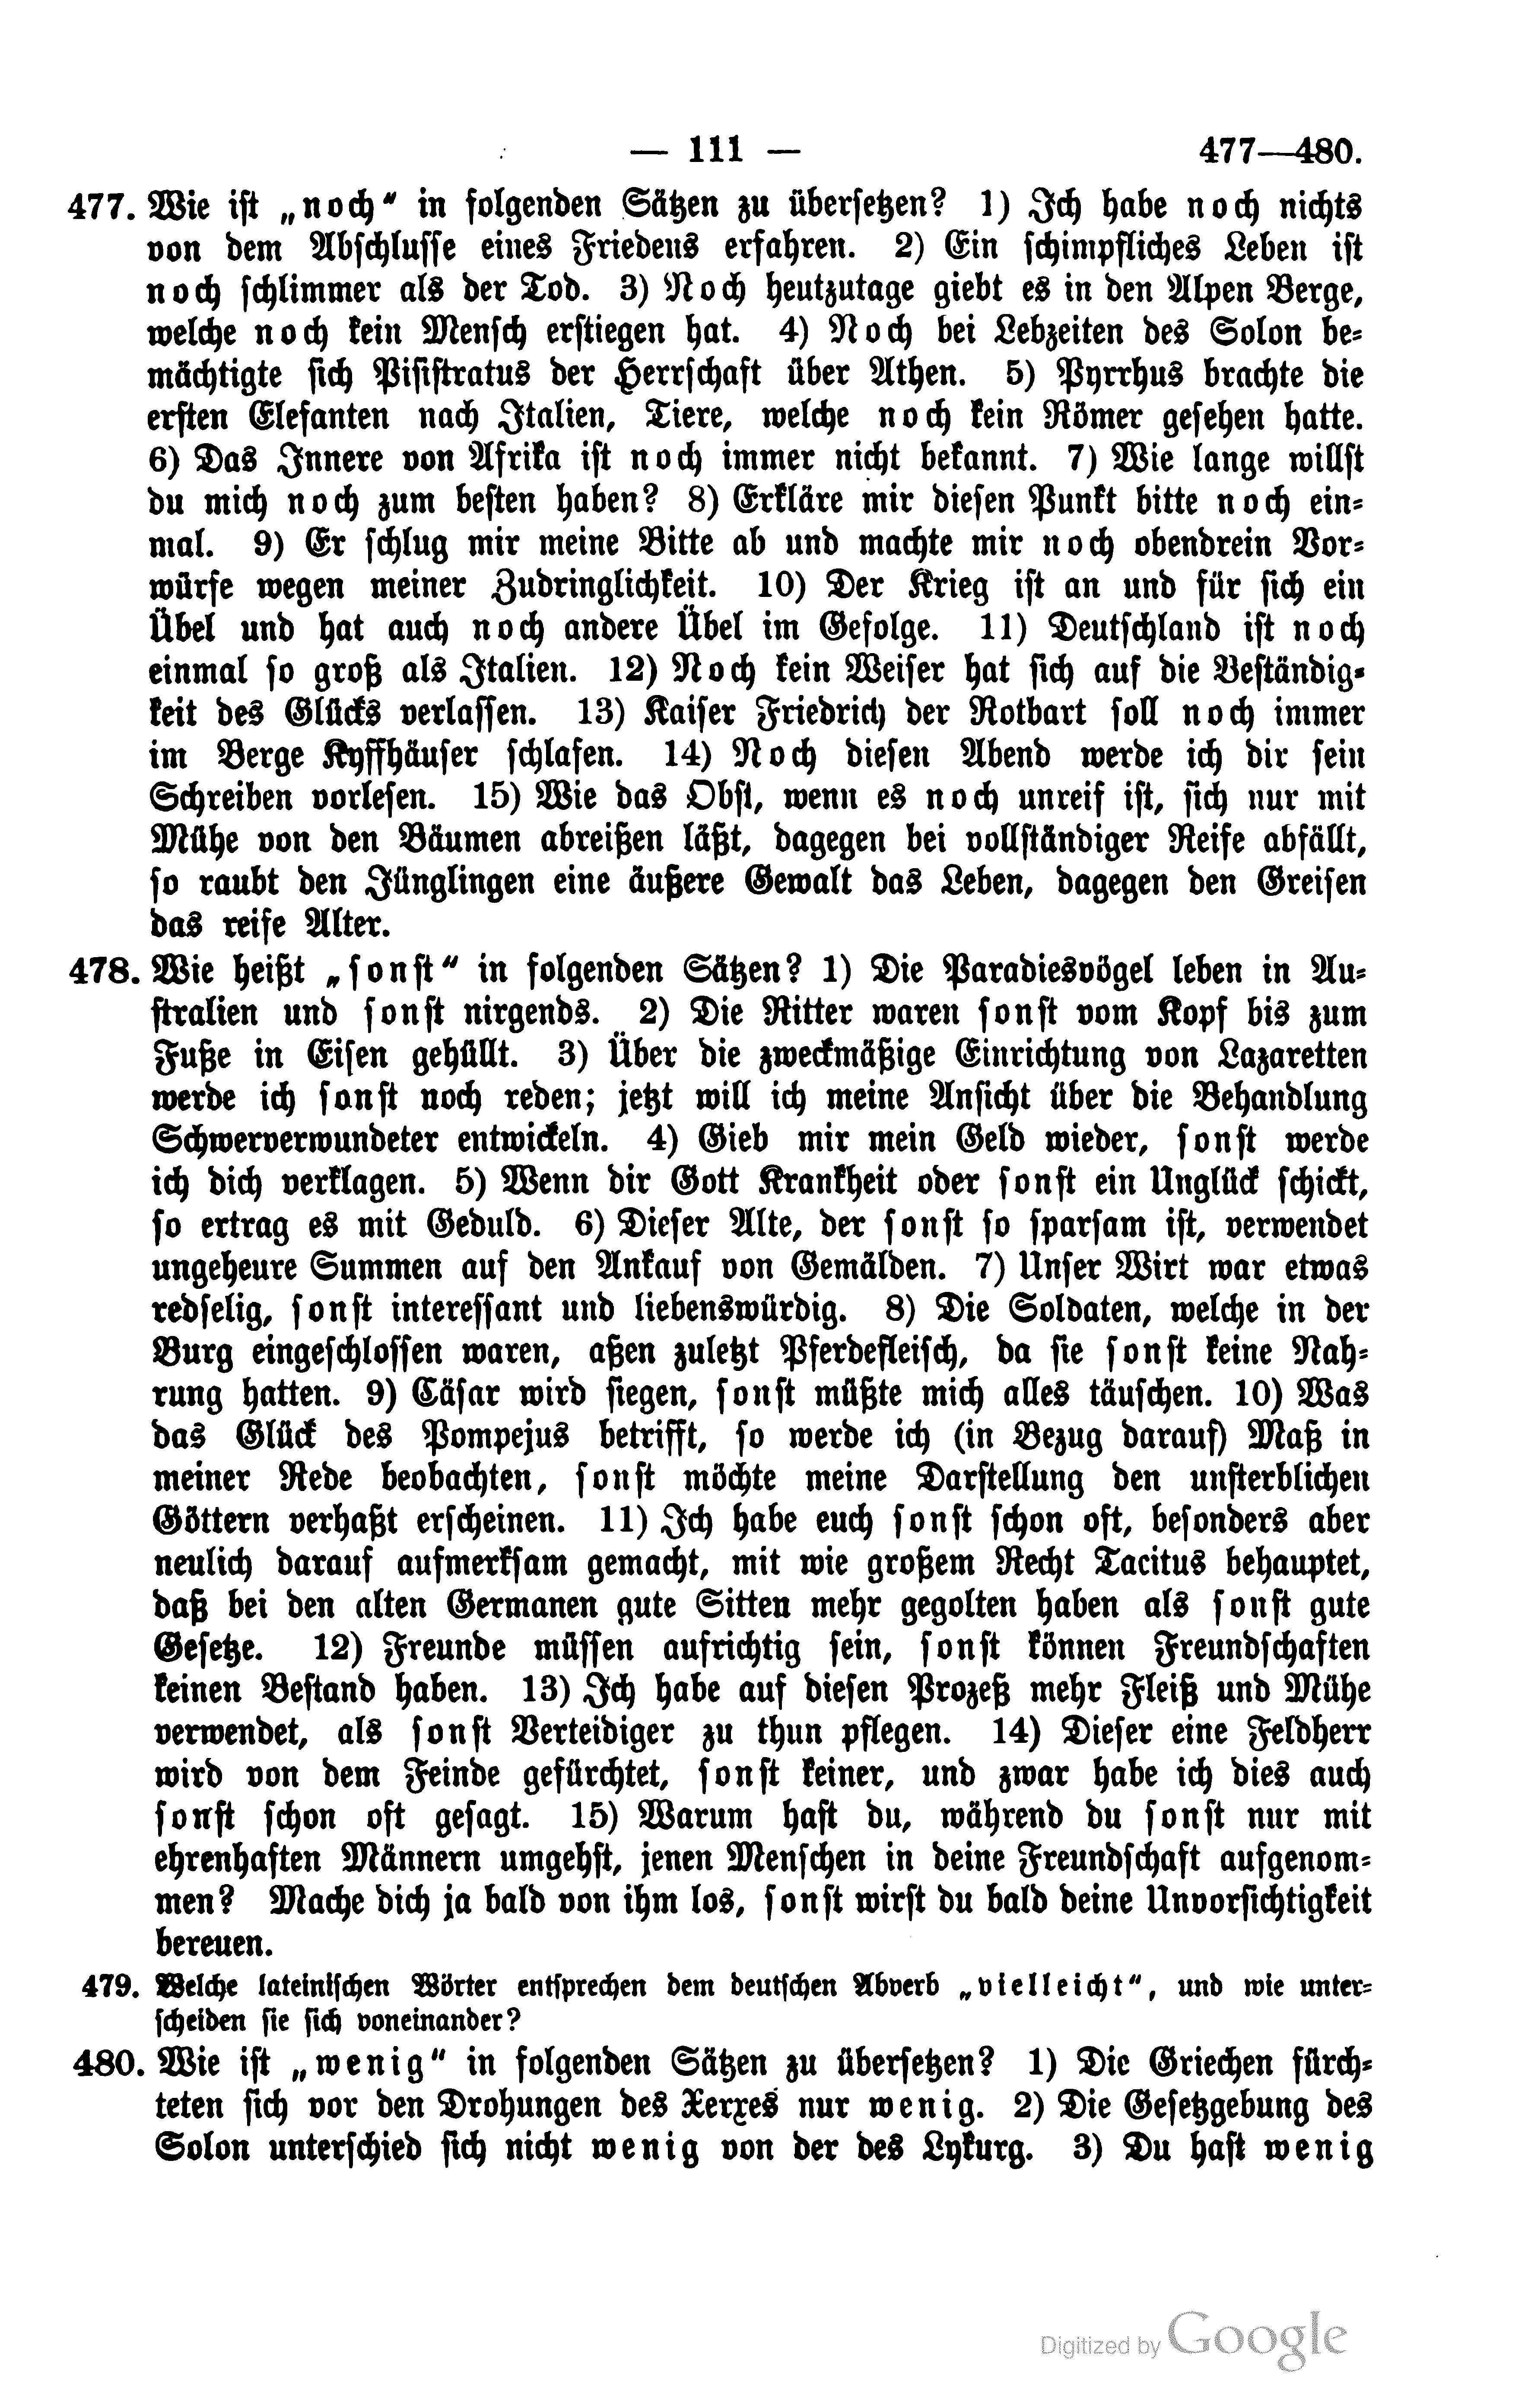 — 111 — 477—480.
477. Wie ist „noch“ in folgenden Sätzen zu übersetzen? 1) Ich habe noch nichts
von dem Abschlusse eines Friedens erfahren. 2) Ein schimpfliches Leben ist
noch schlimmer als der Tod. 3) Noch heutzutage giebt es in den Alpen Berge,
welche noch kein Mensch erstiegen hat. 4) Noch bei Lebzeiten des Solon be-
mächtigte sich Pisistratus der Herrschaft über Athen. 5) Pyrrhus brachte die
ersten Elefanten nach Italien, Tiere, welche noch kein Römer gesehen hatte.
6) Das Innere von Afrika ist noch immer nicht bekannt. 7) Wie lange willst
du mich noch zum besten haben? 8) Erkläre mir diesen Punkt bitte noch ein-
mal. 9) Er schlug mir meine Bitte ab und machte mir noch obendrein Vor-
würfe wegen meiner Zudringlichkeit. 10) Der Krieg ist an und für sich ein
Übel und hat auch noch andere Übel im Gefolge. 11) Deutschland ist noch
einmal so groß als Italien. 12) Noch kein Weiser hat sich auf die Beständig-
keit des Glücks verlassen. 13) Kaiser Friedrich der Rotbart soll noch immer
im Berge Kyffhäuser schlafen. 14) Noch diesen Abend werde ich dir sein
Schreiben vorlesen. 15) Wie das Obst, wenn es noch unreif ist, sich nur mit
Mühe von den Bäumen abreißen läßt, dagegen bei vollständiger Reife abfällt,
so raubt den Jünglingen eine äußere Gewalt das Leben, dagegen den Greisen
das reife Alter.
478. Wie heißt „sonst“ in folgenden Sätzen? 1) Die Paradiesvögel leben in Au-
stralien und sonst nirgends. 2) Die Ritter waren sonst vom Kopf bis zum
Fuße in Eisen gehüllt. 3) Über die zweckmäßige Einrichtung von Lazaretten
werde ich sonst noch reden; jetzt will ich meine Ansicht über die Behandlung
Schwerverwundeter entwickeln. 4) Gieb mir mein Geld wieder, sonst werde
ich dich verklagen. 5) Wenn dir Gott Krankheit oder sonst ein Unglück schickt,
so ertrag es mit Geduld. 6) Dieser Alte, der sonst so sparsam ist, verwendet
ungeheure Summen auf den Ankauf von Gemälden. 7) Unser Wirt war etwas
redselig, sonst interessant und liebenswürdig. 8) Die Soldaten, welche in der
Burg eingeschlossen waren, aßen zuletzt Pferdefleisch, da sie sonst keine Nah-
rung hatten. 9) Cäsar wird siegen, sonst müßte mich alles täuschen. 10) Was
das Glück des Pompejus betrifft, so werde ich (in Bezug darauf) Maß in
meiner Rede beobachten, sonst möchte meine Darstellung den unsterblichen
Göttern verhaßt erscheinen. 11) Ich habe euch sonst schon oft, besonders aber
neulich darauf aufmerksam gemacht, mit wie großem Recht Tacitus behauptet,
daß bei den alten Germanen gute Sitten mehr gegolten haben als sonst gute
Gesetze. 12) Freunde müssen aufrichtig sein, sonst können Freundschaften
keinen Bestand haben. 13) Ich habe auf diesen Prozeß mehr Fleiß und Mühe
verwendet, als sonst Verteidiger zu thun pflegen. 14) Dieser eine Feldherr
wird von dem Feinde gefürchtet, sonst keiner, und zwar habe ich dies auch
sonst schon oft gesagt. 15) Warum hast du, während du sonst nur mit
ehrenhaften Männern umgehst, jenen Menschen in deine Freundschaft aufgenom-
men? Mache dich ja bald von ihm los, sonst wirst du bald deine Unvorsichtigkeit
bereuen.
479. Welche lateinischen Wörter entsprechen dem deutschen Adverb „vielleicht“, und wie unter-
scheiden sie sich voneinander?
480. Wie ist „wenig“ in folgenden Sätzen zu übersetzen? 1) Die Griechen fürch-
teten sich vor den Drohungen des Xerxes nur wenig. 2) Die Gesetzgebung des
Solon unterschied sich nicht wenig von der des Lykurg. 3) Du hast wenig
Digitized by Google